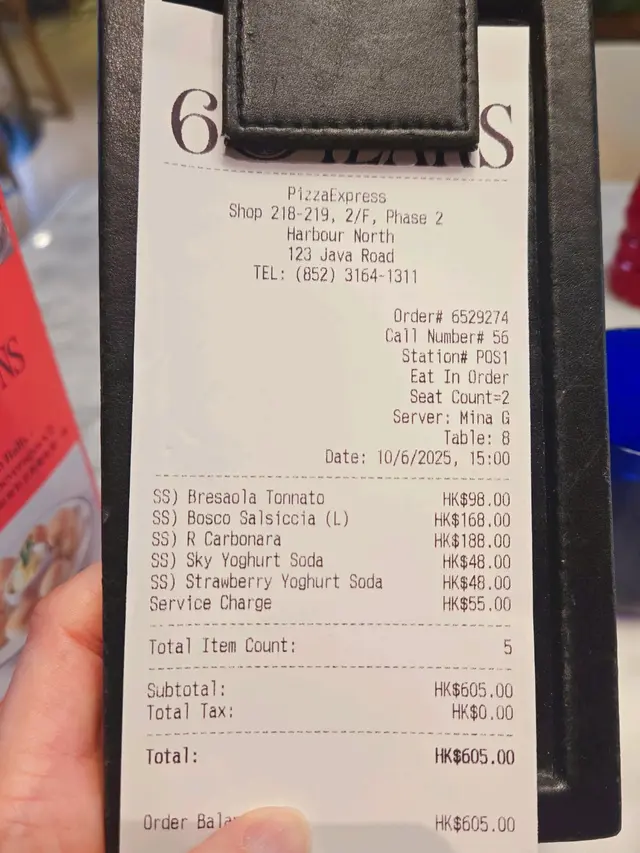 PizzaExpress
Shop 218-219, 2/F, Phase 2
Harbour North
123 Java Road
TEL: (852) 3164-1311
Order# 6529274
Call Number# 56
Station# POS1
Eat In Order
Seat Count=2
Server: Mina G
Table: 8
Date: 10/6/2025, 15:00
SS) Bresaola Tonnato HK$98.00
SS) Bosco Salsiccia (L) HK$168.00
SS) R Carbonara HK$188.00
SS) Sky Yoghurt Soda HK$48.00
SS) Strawberry Yoghurt Soda HK$48.00
Service Charge HK$55.00
Total Item Count: 5
Subtotal: HK$605.00
Total Tax: HK$0.00
Total: HK$605.00
Order HK$605.00